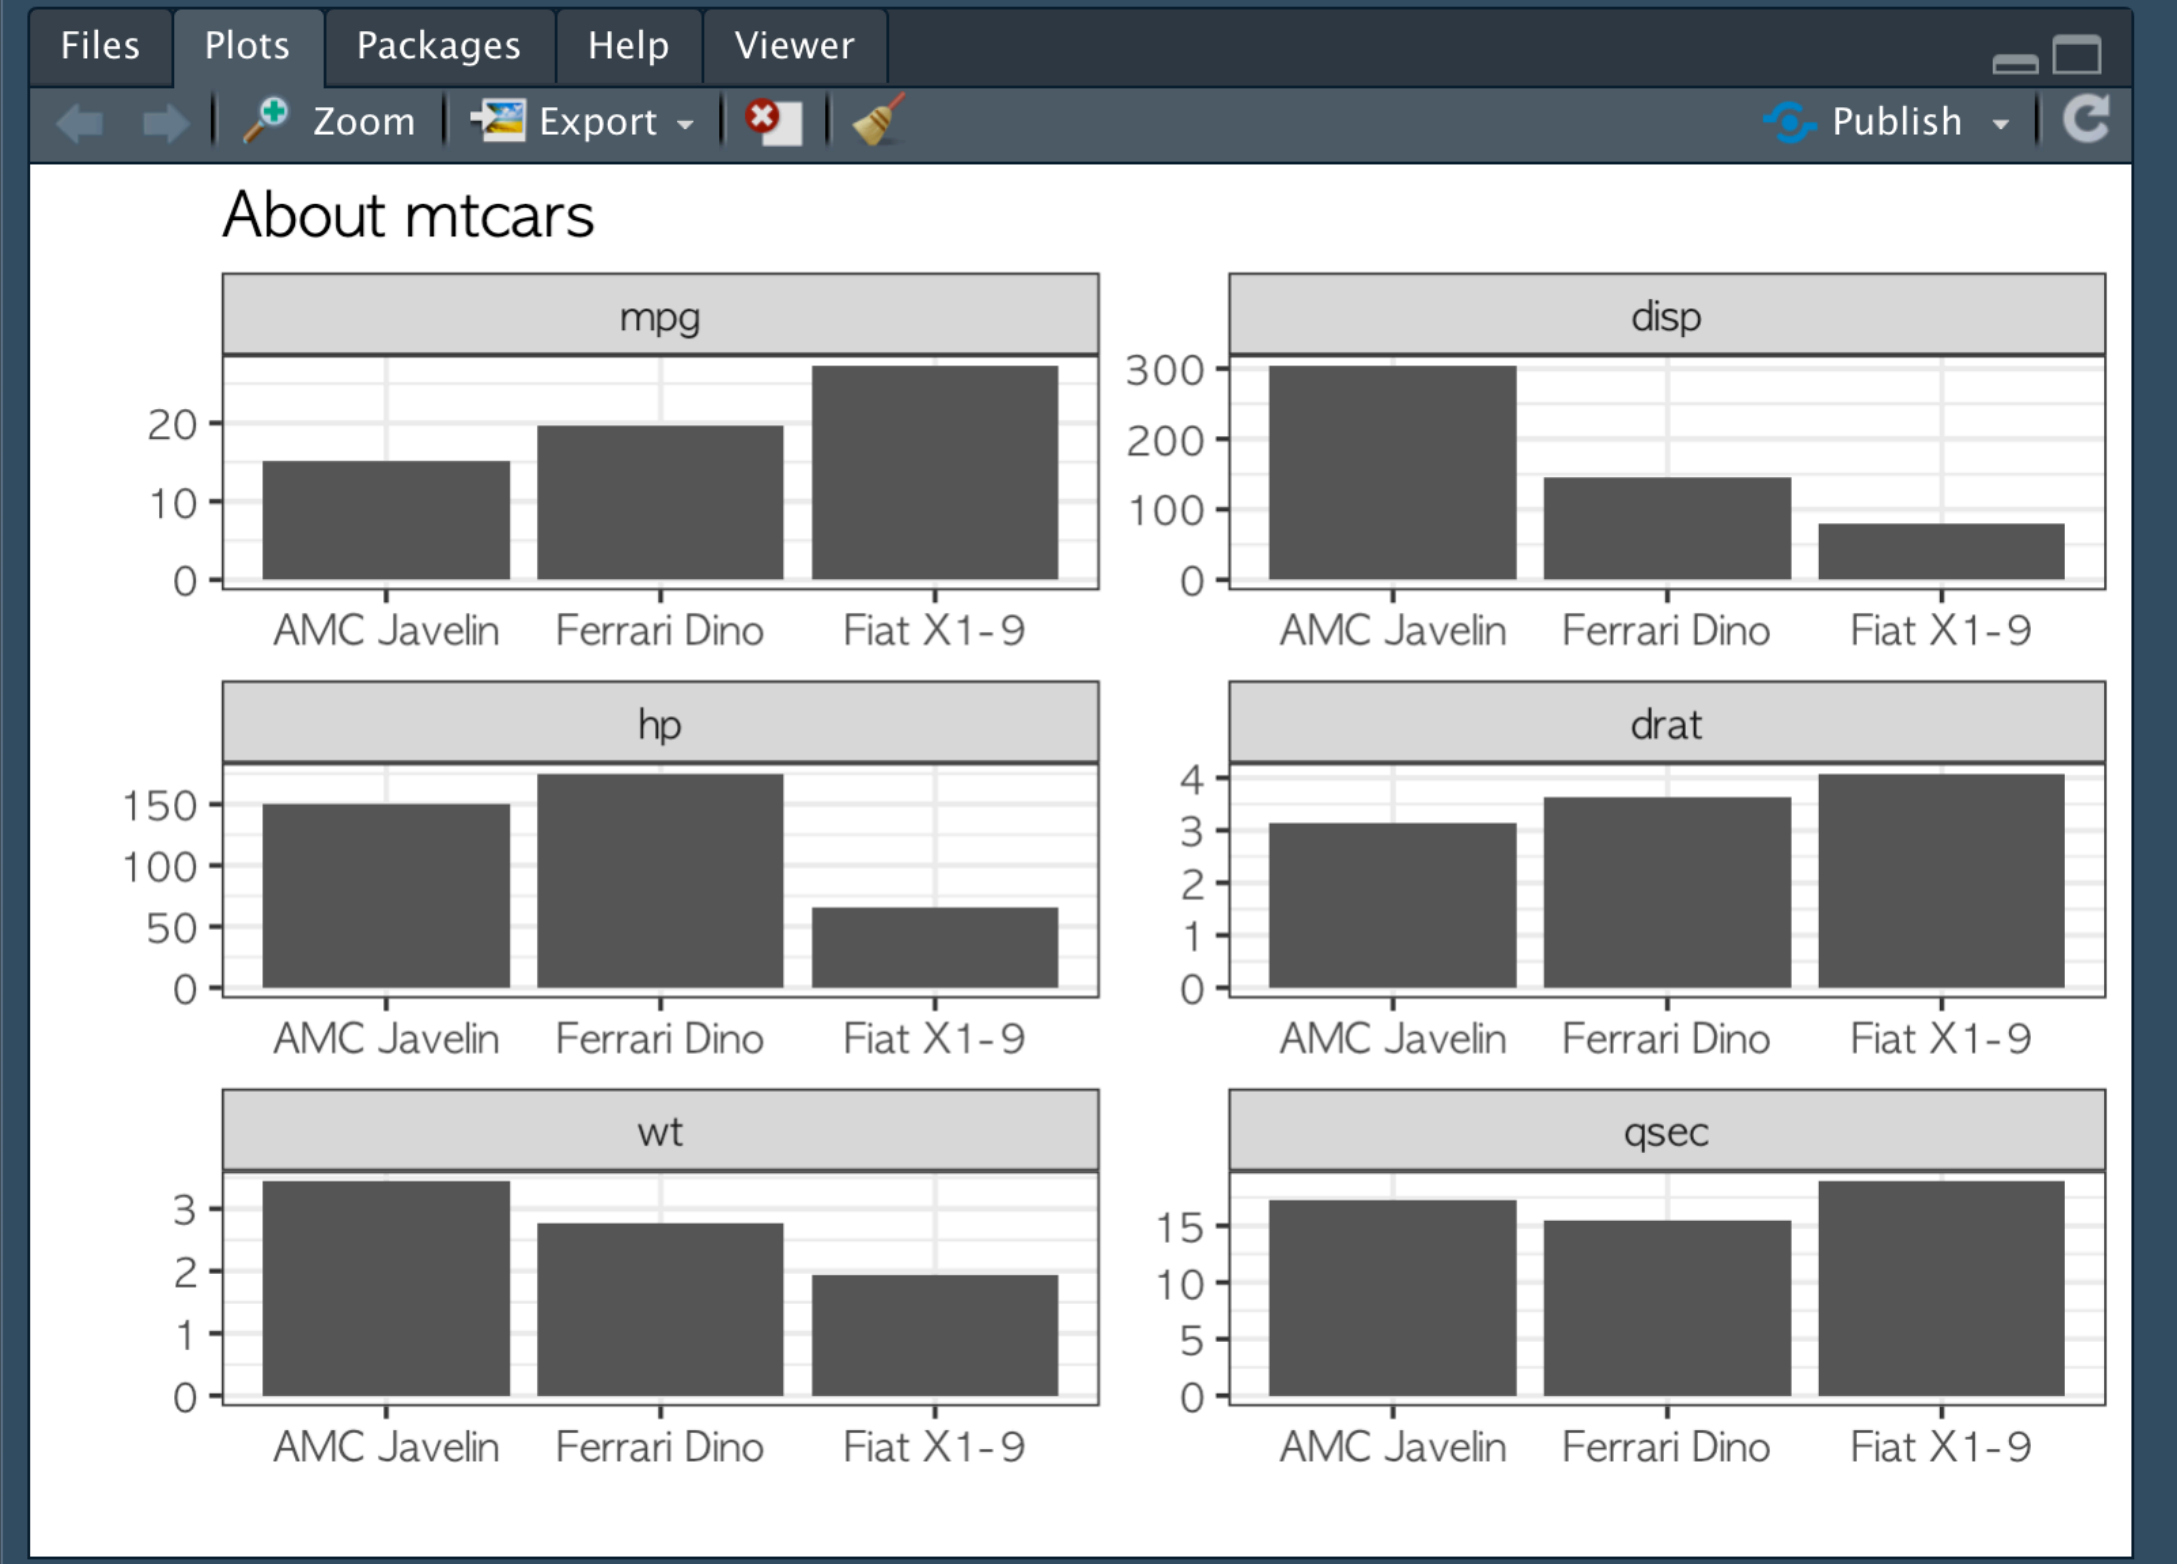 Files Plots Packages Help Viewer
Zoom Export Publish
About mtcars
mpg
20
10
0
AMC Javelin Ferrari Dino Fiat X1-9
disp
300
200
100
0
AMC Javelin Ferrari Dino Fiat X1-9
hp
150
100
50
0
AMC Javelin Ferrari Dino Fiat X1-9
drat
4
3
2
1
0
AMC Javelin Ferrari Dino Fiat X1-9
wt
3
2
1
0
AMC Javelin Ferrari Dino Fiat X1-9
qsec
15
10
5
0
AMC Javelin Ferrari Dino Fiat X1-9